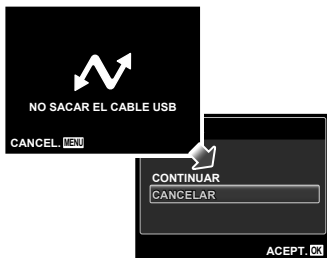 NO SACAR EL CABLE USB
CANCEL. MENU
CONTINUAR
CANCELAR
ACEPT. OK